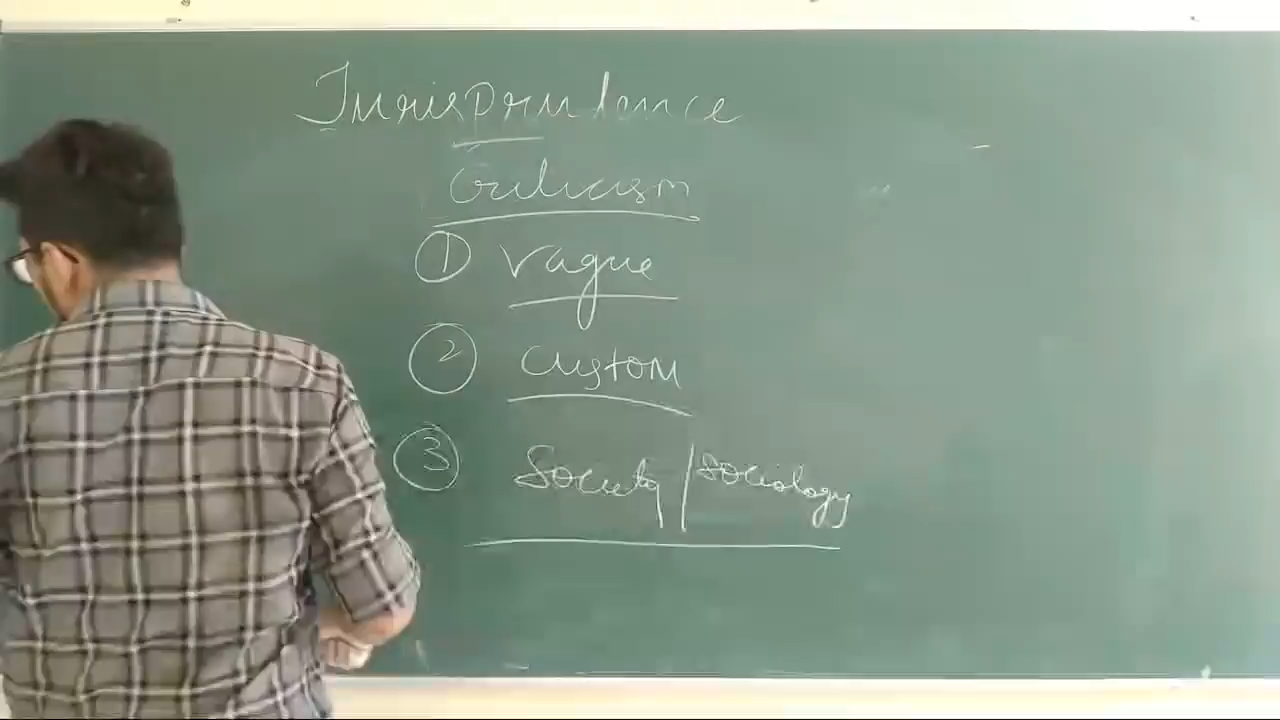 Jurisprudence
Criticism
① Vague
② Custom
③ Society / Sociology